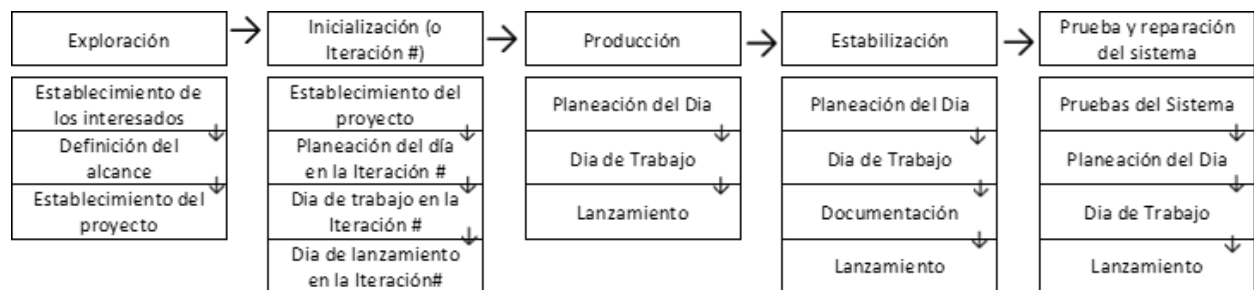 Exploración
Inicialización (o
Iteración #)
Producción
Estabilización
Prueba y reparación
del sistema
Establecimiento de
los interesados
Definición del
alcance
Establecimiento del
proyecto
Establecimiento del
proyecto
Planeación del día
en la Iteración #
Dia de trabajo en la
Iteración #
Dia de lanzamiento
en la Iteración#
Planeación del Dia
Dia de Trabajo
Lanzamiento
Planeación del Dia
Dia de Trabajo
Documentación
Lanzamiento
Pruebas del Sistema
Planeación del Dia
Dia de Trabajo
Lanzamiento